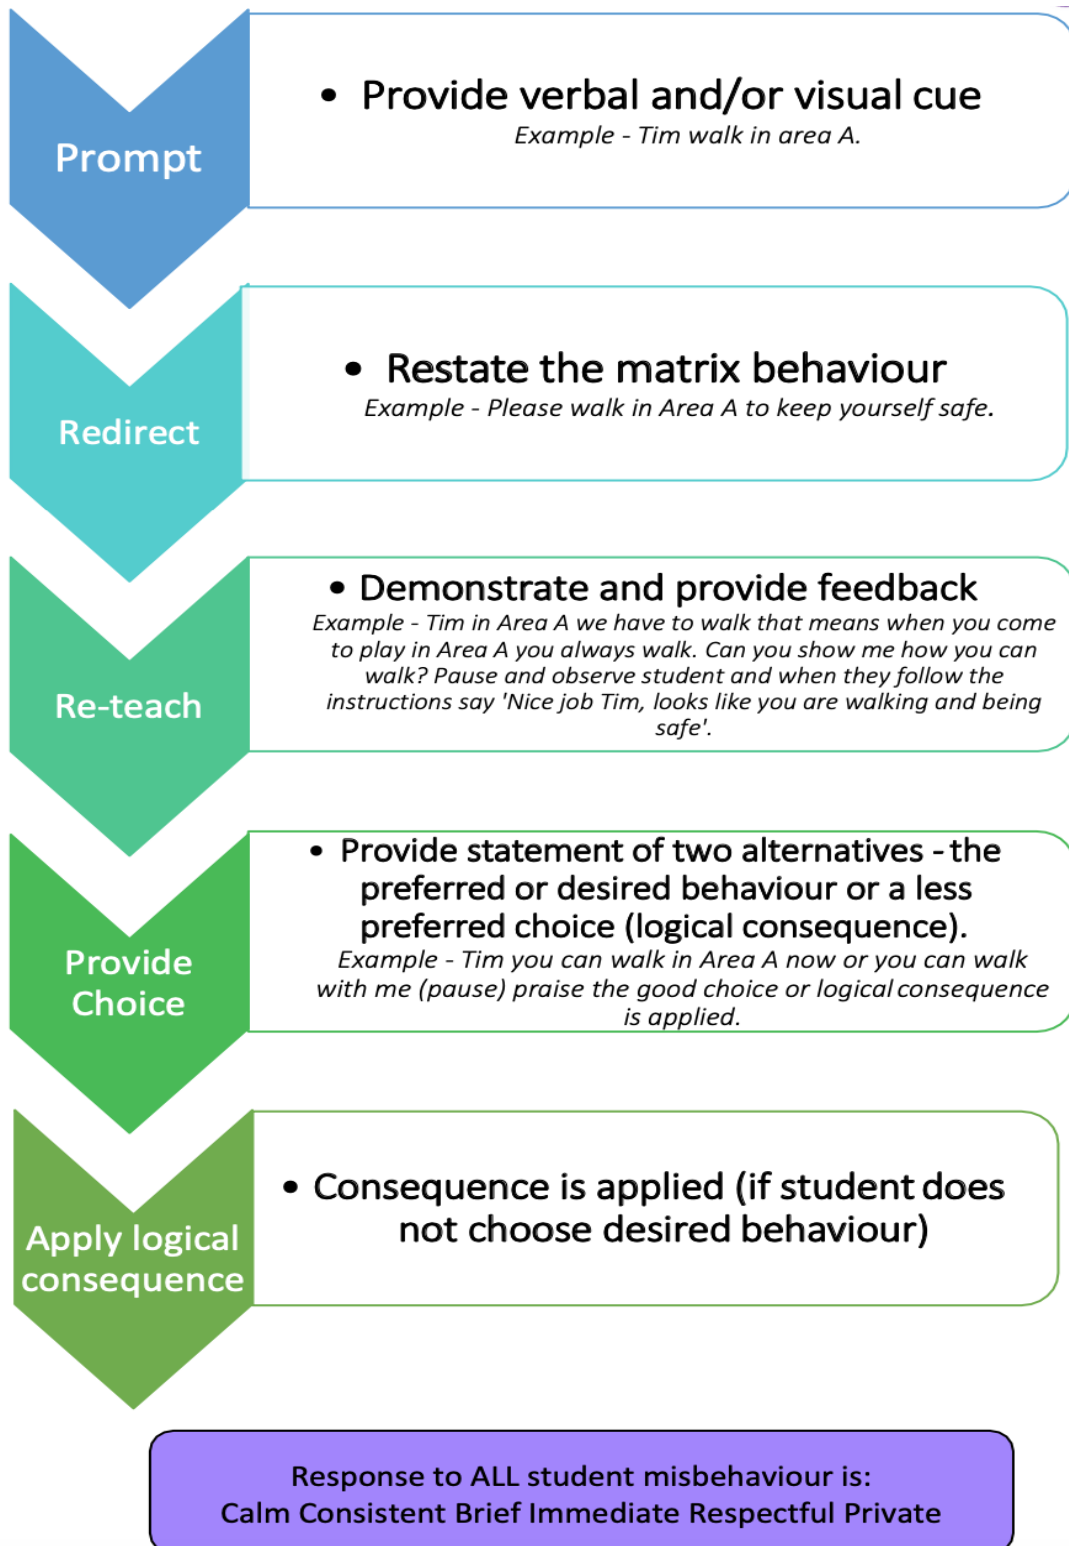 Prompt
• Provide verbal and/or visual cue
Example - Tim walk in area A.
Redirect
• Restate the matrix behaviour
Example - Please walk in Area A to keep yourself safe.
Re-teach
• Demonstrate and provide feedback
Example - Tim in Area A we have to walk that means when you come
to play in Area A you always walk. Can you show me how you can
walk? Pause and observe student and when they follow the
instructions say 'Nice job Tim, looks like you are walking and being
safe'.
Provide
Choice
• Provide statement of two alternatives - the
preferred or desired behaviour or a less
preferred choice (logical consequence).
Example - Tim you can walk in Area A now or you can walk
with me (pause) praise the good choice or logical consequence
is applied.
Apply logical
consequence
• Consequence is applied (if student does
not choose desired behaviour)
Response to ALL student misbehaviour is:
Calm Consistent Brief Immediate Respectful Private